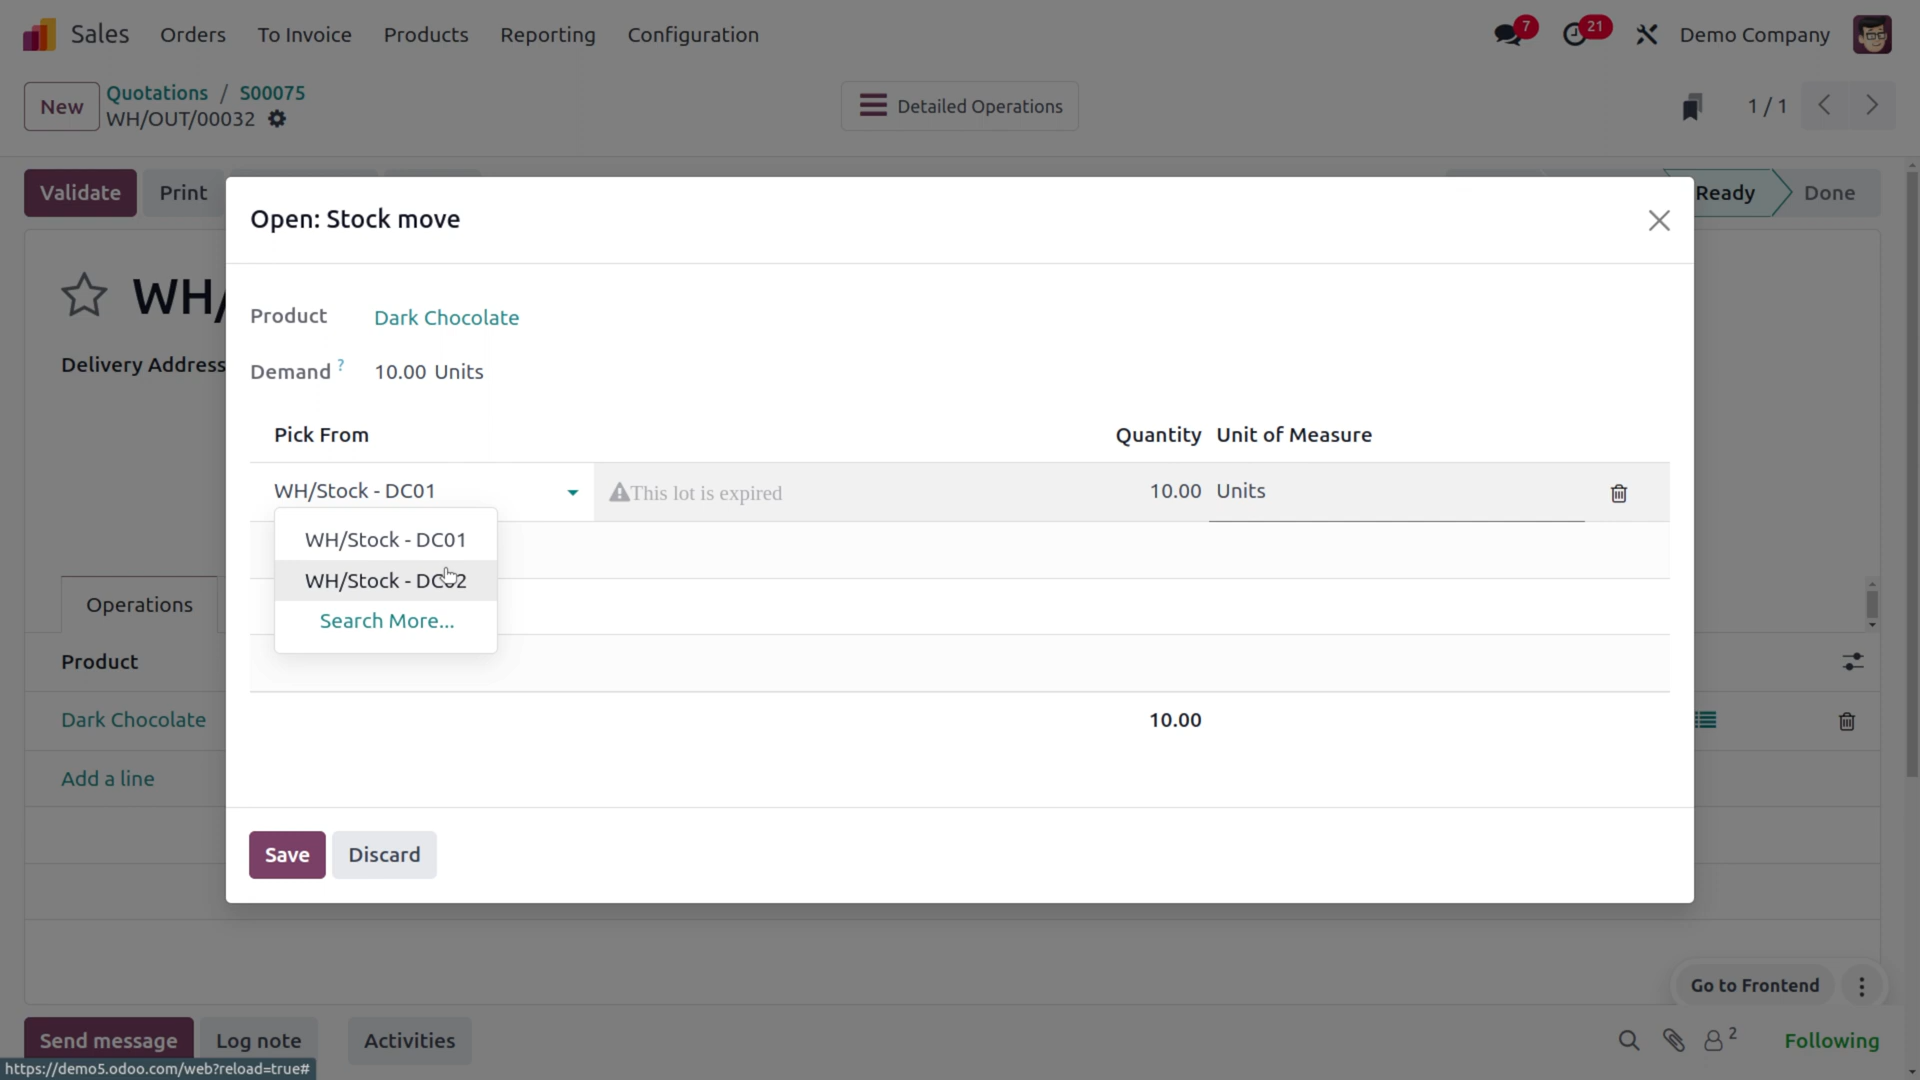 Sales Orders To Invoice Products Reporting Configuration 7 21 Demo Company
New Quotations / S00075
WH/OUT/00032
Detailed Operations
1 / 1
Validate Print Ready Done
Open: Stock move
WH/
Product Dark Chocolate
Delivery Address
Demand ? 10.00 Units
Pick From Quantity Unit of Measure
WH/Stock - DC01 This lot is expired 10.00 Units
WH/Stock - DC01
WH/Stock - DC02
Search More...
Operations
Product
10.00
Dark Chocolate
Add a line
Save Discard
Go to Frontend
Send message Log note Activities 2 Following
https://demo5.odoo.com/web?reload=true#